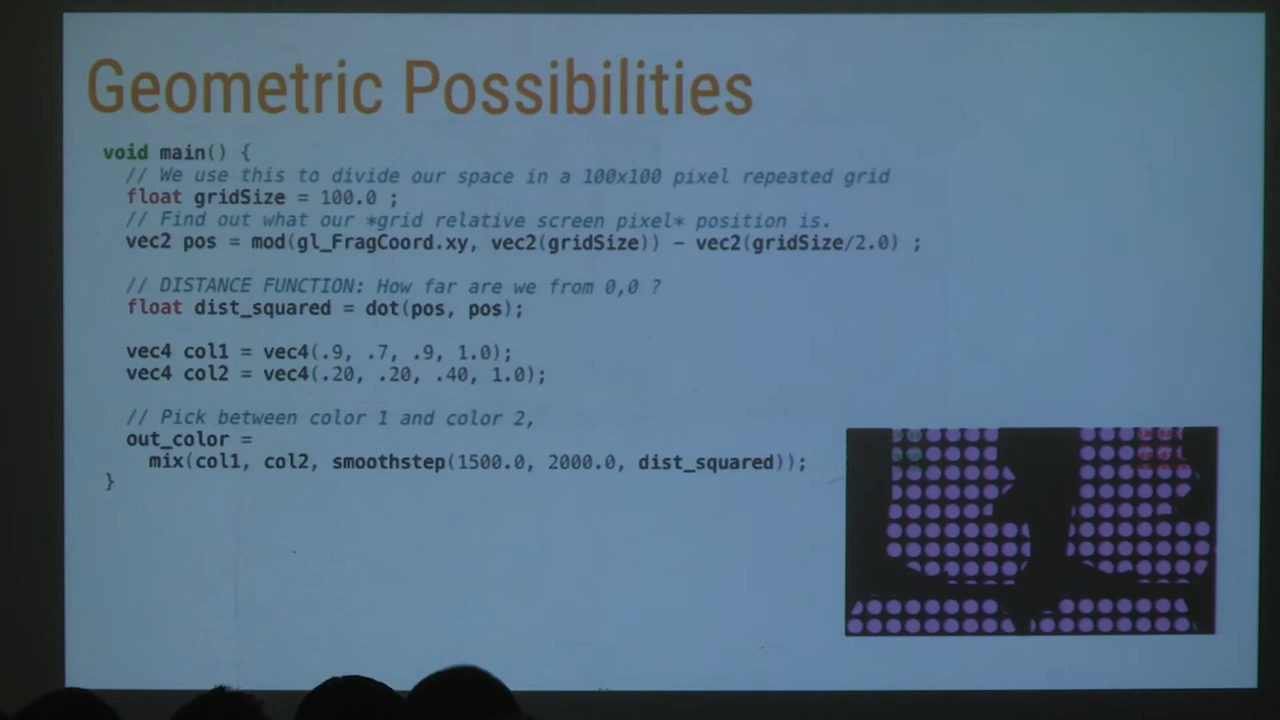 Geometric Possibilities
void main() {
// We use this to divide our space in a 100x100 pixel repeated grid
float gridSize = 100.0 ;
// Find out what our *grid relative screen pixel* position is.
vec2 pos = mod(gl_FragCoord.xy, vec2(gridSize)) - vec2(gridSize/2.0) ;
// DISTANCE FUNCTION: How far are we from 0,0 ?
float dist_squared = dot(pos, pos);
vec4 col1 = vec4(.9, .7, .9, 1.0);
vec4 col2 = vec4(.20, .20, .40, 1.0);
// Pick between color 1 and color 2,
out_color =
mix(col1, col2, smoothstep(1500.0, 2000.0, dist_squared));
}